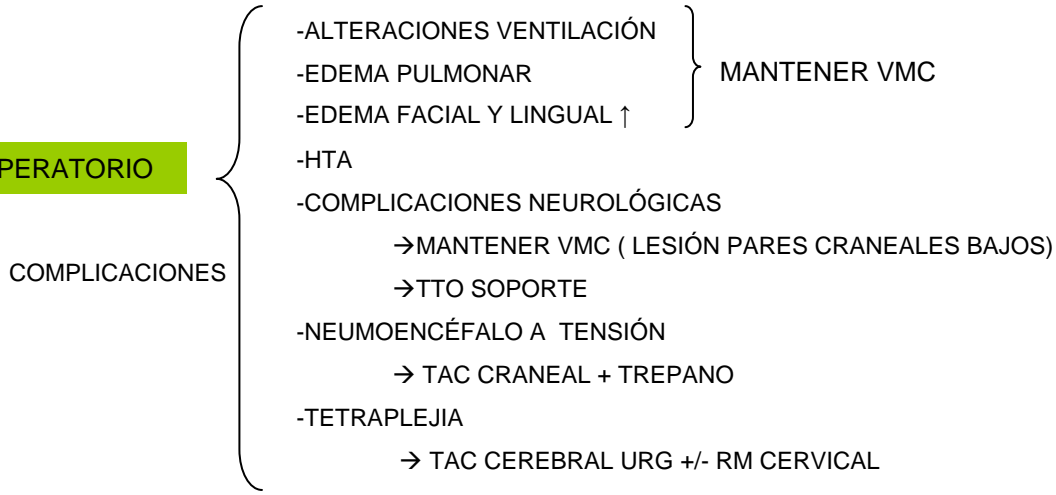 -ALTERACIONES VENTILACIÓN
-EDEMA PULMONAR
-EDEMA FACIAL Y LINGUAL ↑
MANTENER VMC
PERATORIO
COMPLICACIONES
-HTA
-COMPLICACIONES NEUROLÓGICAS
→MANTENER VMC ( LESIÓN PARES CRANEALES BAJOS)
→TTO SOPORTE
-NEUMOENCÉFALO A TENSIÓN
→ TAC CRANEAL + TREPANO
-TETRAPLEJIA
→ TAC CEREBRAL URG +/- RM CERVICAL